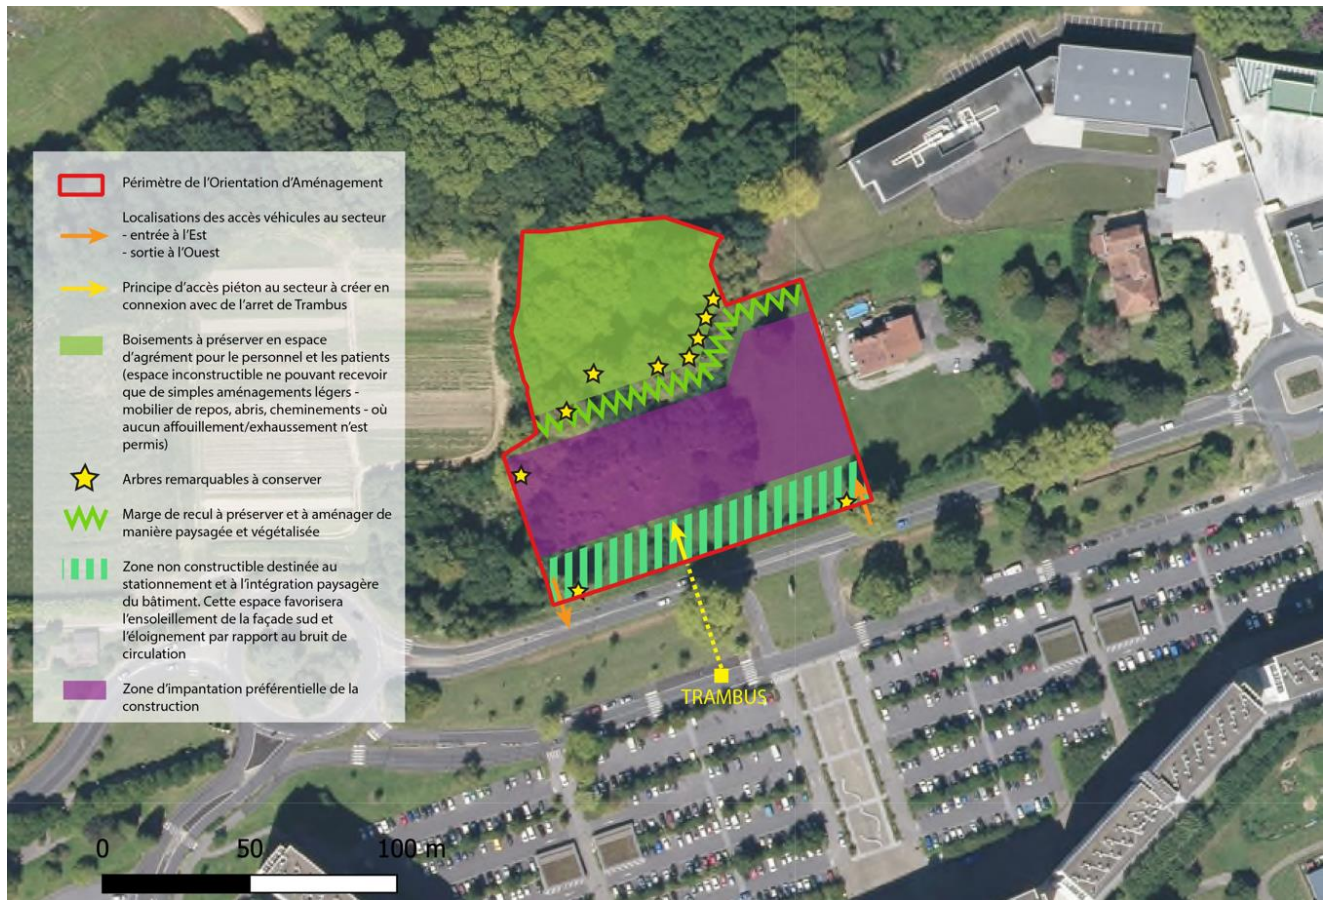 Périmètre de l'Orientation d'Aménagement
Localisations des accès véhicules au secteur
- entrée à l'Est
- sortie à l'Ouest
Principe d'accès piéton au secteur à créer en
connexion avec de l'arret de Trambus
Boisements à préserver en espace
d'agrément pour le personnel et les patients
(espace inconstructible ne pouvant recevoir
que de simples aménagements légers -
mobilier de repos, abris, cheminements - où
aucun affouillement/exhaussement n'est
permis)
Arbres remarquables à conserver
Marge de recul à préserver et à aménager de
manière paysagée et végétalisée
Zone non constructible destinée au
stationnement et à l'intégration paysagère
du bâtiment. Cette espace favorisera
l'ensoleillement de la façade sud et
l'éloignement par rapport au bruit de
circulation
Zone d'impantation préférentielle de la
construction
TRAMBUS
0 50 100 m